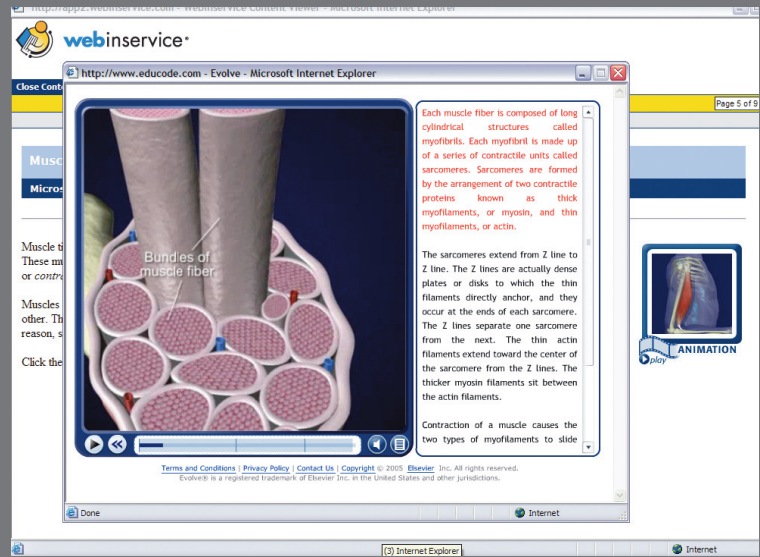 http://app2.webinservice.com - Webinservice Content Viewer - Microsoft Internet Explorer
webinservice
http://www.educode.com - Evolve - Microsoft Internet Explorer
Close Cont
Page 5 of 9
Musc
Micros
Muscle ti
These mu
or contra
Muscles
other. Th
reason, s
Click the
Bundles of
muscle fiber
Each muscle fiber is composed of long
cylindrical structures called
myofibrils. Each myofibril is made up
of a series of contractile units called
sarcomeres. Sarcomeres are formed
by the arrangement of two contractile
proteins known as thick
myofilaments, or myosin, and thin
myofilaments, or actin.
The sarcomeres extend from Z line to
Z line. The Z lines are actually dense
plates or disks to which the thin
filaments directly anchor, and they
occur at the ends of each sarcomere.
The Z lines separate one sarcomere
from the next. The thin actin
filaments extend toward the center of
the sarcomere from the Z lines. The
thicker myosin filaments sit between
the actin filaments.
Contraction of a muscle causes the
two types of myofilaments to slide
play ANIMATION
Terms and Conditions | Privacy Policy | Contact Us | Copyright © 2005 Elsevier Inc. All rights reserved.
Evolve® is a registered trademark of Elsevier Inc. in the United States and other jurisdictions.
Done
Internet
(3) Internet Explorer
Internet